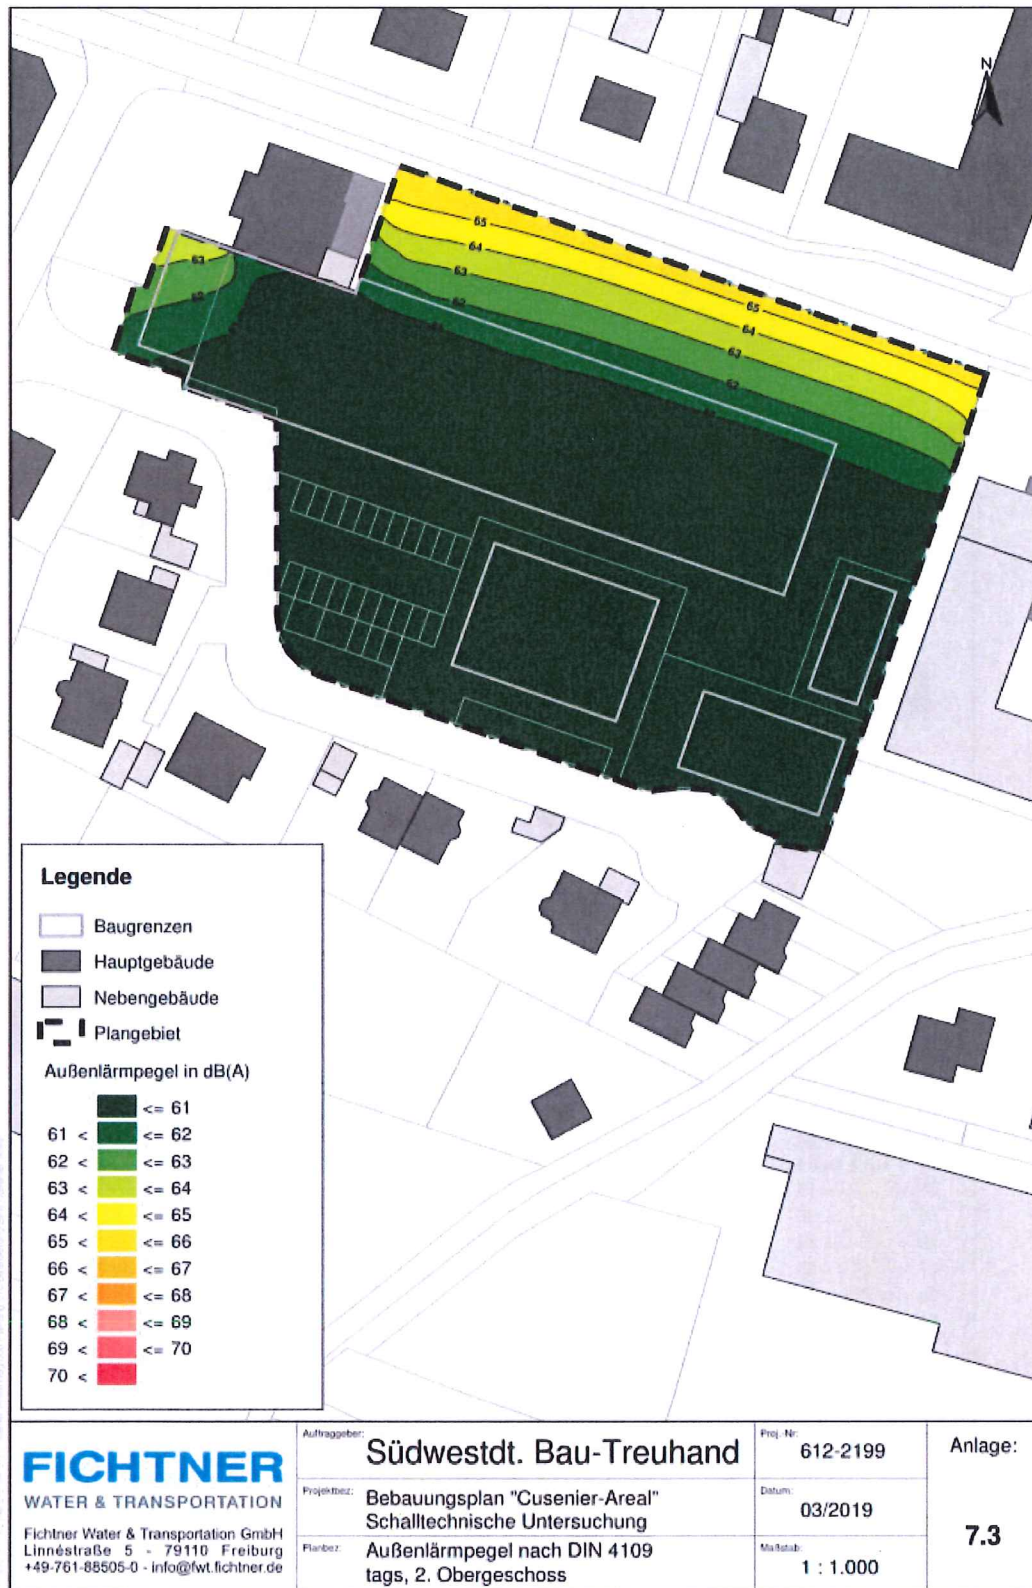 N
65
64
63
62
63
62
65
64
63
62
Legende
Baugrenzen
Hauptgebäude
Nebengebäude
Plangebiet
Außenlärmpegel in dB(A)
<= 61
61 < <= 62
62 < <= 63
63 < <= 64
64 < <= 65
65 < <= 66
66 < <= 67
67 < <= 68
68 < <= 69
69 < <= 70
70 <
FICHTNER
WATER & TRANSPORTATION
Fichtner Water & Transportation GmbH
Linnéstraße 5 - 79110 Freiburg
+49-761-88505-0 - info@fwt.fichtner.de
Auftraggeber: Südwestdt. Bau-Treuhand
Projektbez: Bebauungsplan "Cusenier-Areal"
Schalltechnische Untersuchung
Planbez: Außenlärmpegel nach DIN 4109
tags, 2. Obergeschoss
Proj.-Nr:
612-2199
Datum:
03/2019
Maßstab:
1 : 1.000
Anlage:
7.3